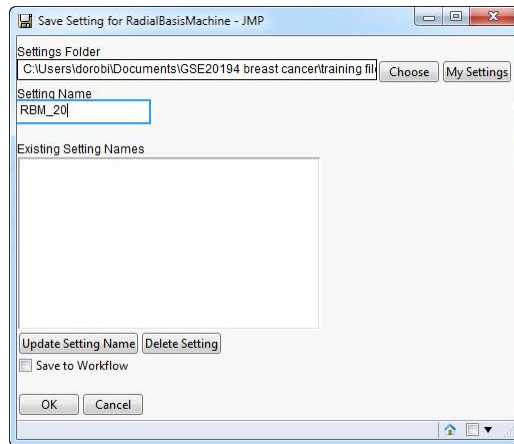 Save Setting for RadialBasisMachine - JMP
Settings Folder
C:\Users\dorobi\Documents\GSE20194 breast cancer\training file
Choose
My Settings
Setting Name
RBM_20
Existing Setting Names
Update Setting Name
Delete Setting
Save to Workflow
OK
Cancel